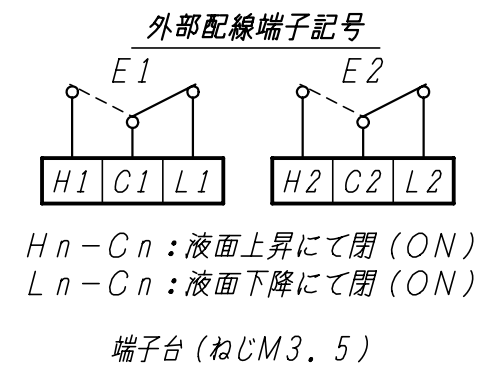 外部配線端子記号
E1 E2
H1 C1 L1 H2 C2 L2
Hn－Cn：液面上昇にて閉（ON）
Ln－Cn：液面下降にて閉（ON）
端子台（ねじM3．5）